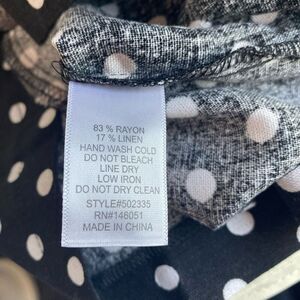 83 % RAYON
17 % LINEN
HAND WASH COLD
DO NOT BLEACH
LINE DRY
LOW IRON
DO NOT DRY CLEAN
STYLE#502335
RN#146051
MADE IN CHINA